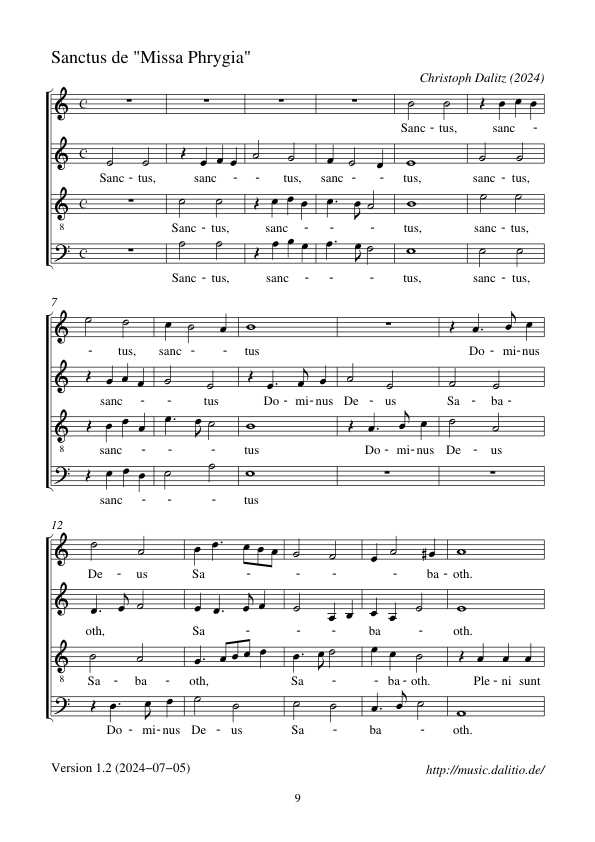 Sanctus de "Missa Phrygia"
Christoph Dalitz (2024)
Sanc - tus, sanc -
Sanc - tus, sanc - - tus, sanc - - tus, sanc - tus,
8
Sanc - tus, sanc - - - tus, sanc - tus,
Sanc - tus, sanc - - - tus, sanc - tus,
7
- tus, sanc - - tus Do - mi - nus
sanc - - - tus Do - mi - nus De - us Sa - ba -
8
sanc - - - tus Do - mi - nus De - us
sanc - - - tus
12
De - us Sa - - - - ba - oth.
oth, Sa - - - ba - oth.
8
Sa - ba - oth, Sa - - ba - oth. Ple - ni sunt
Do - mi - nus De - us Sa - ba - oth.
Version 1.2 (2024−07−05)
http://music.dalitio.de/
9